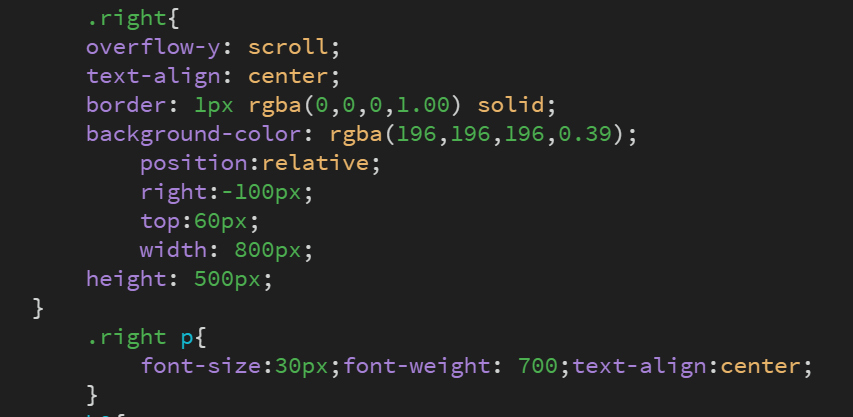 .right{
overflow-y: scroll;
text-align: center;
border: 1px rgba(0,0,0,1.00) solid;
background-color: rgba(196,196,196,0.39);
position:relative;
right:-100px;
top:60px;
width: 800px;
height: 500px;
}
.right p{
font-size:30px;font-weight: 700;text-align:center;
}